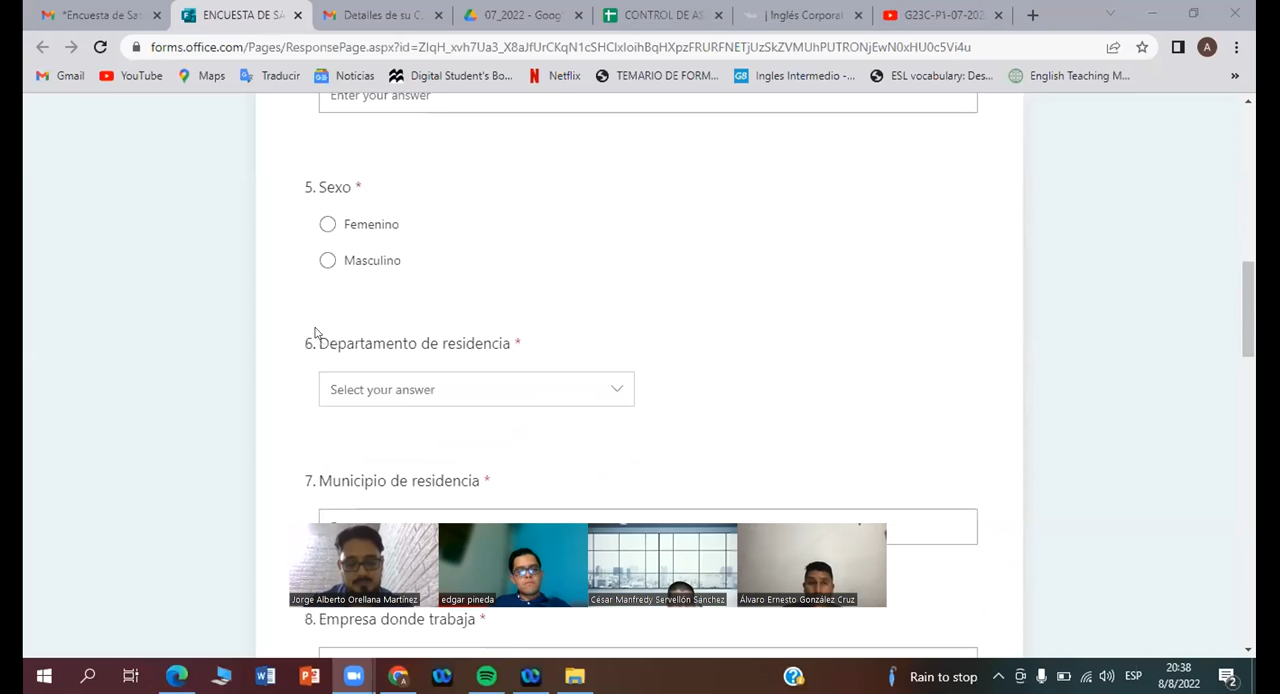 *Encuesta de Sat
ENCUESTA DE SA
Detalles de su C
07_2022 - Goog
CONTROL DE AS
| Inglés Corporal
G23C-P1-07-202
forms.office.com/Pages/ResponsePage.aspx?id=ZIqH_xvh7Ua3_X8aJfUrCKqN1cSHClxIoihBqHXpzFRURFNETjUzSkZVMUhPUTRONjEwN0xHU0c5Vi4u
A
Gmail
YouTube
Maps
Traducir
Noticias
Digital Student's Bo...
Netflix
TEMARIO DE FORM...
Ingles Intermedio -...
ESL vocabulary: Des...
English Teaching M...
»
Enter your answer
5. Sexo *
Femenino
Masculino
6. Departamento de residencia *
Select your answer
7. Municipio de residencia *
Jorge Alberto Orellana Martínez
edgar pineda
César Manfredy Servellón Sánchez
Álvaro Ernesto González Cruz
8. Empresa donde trabaja *
Rain to stop
ESP
20:38
8/8/2022
2